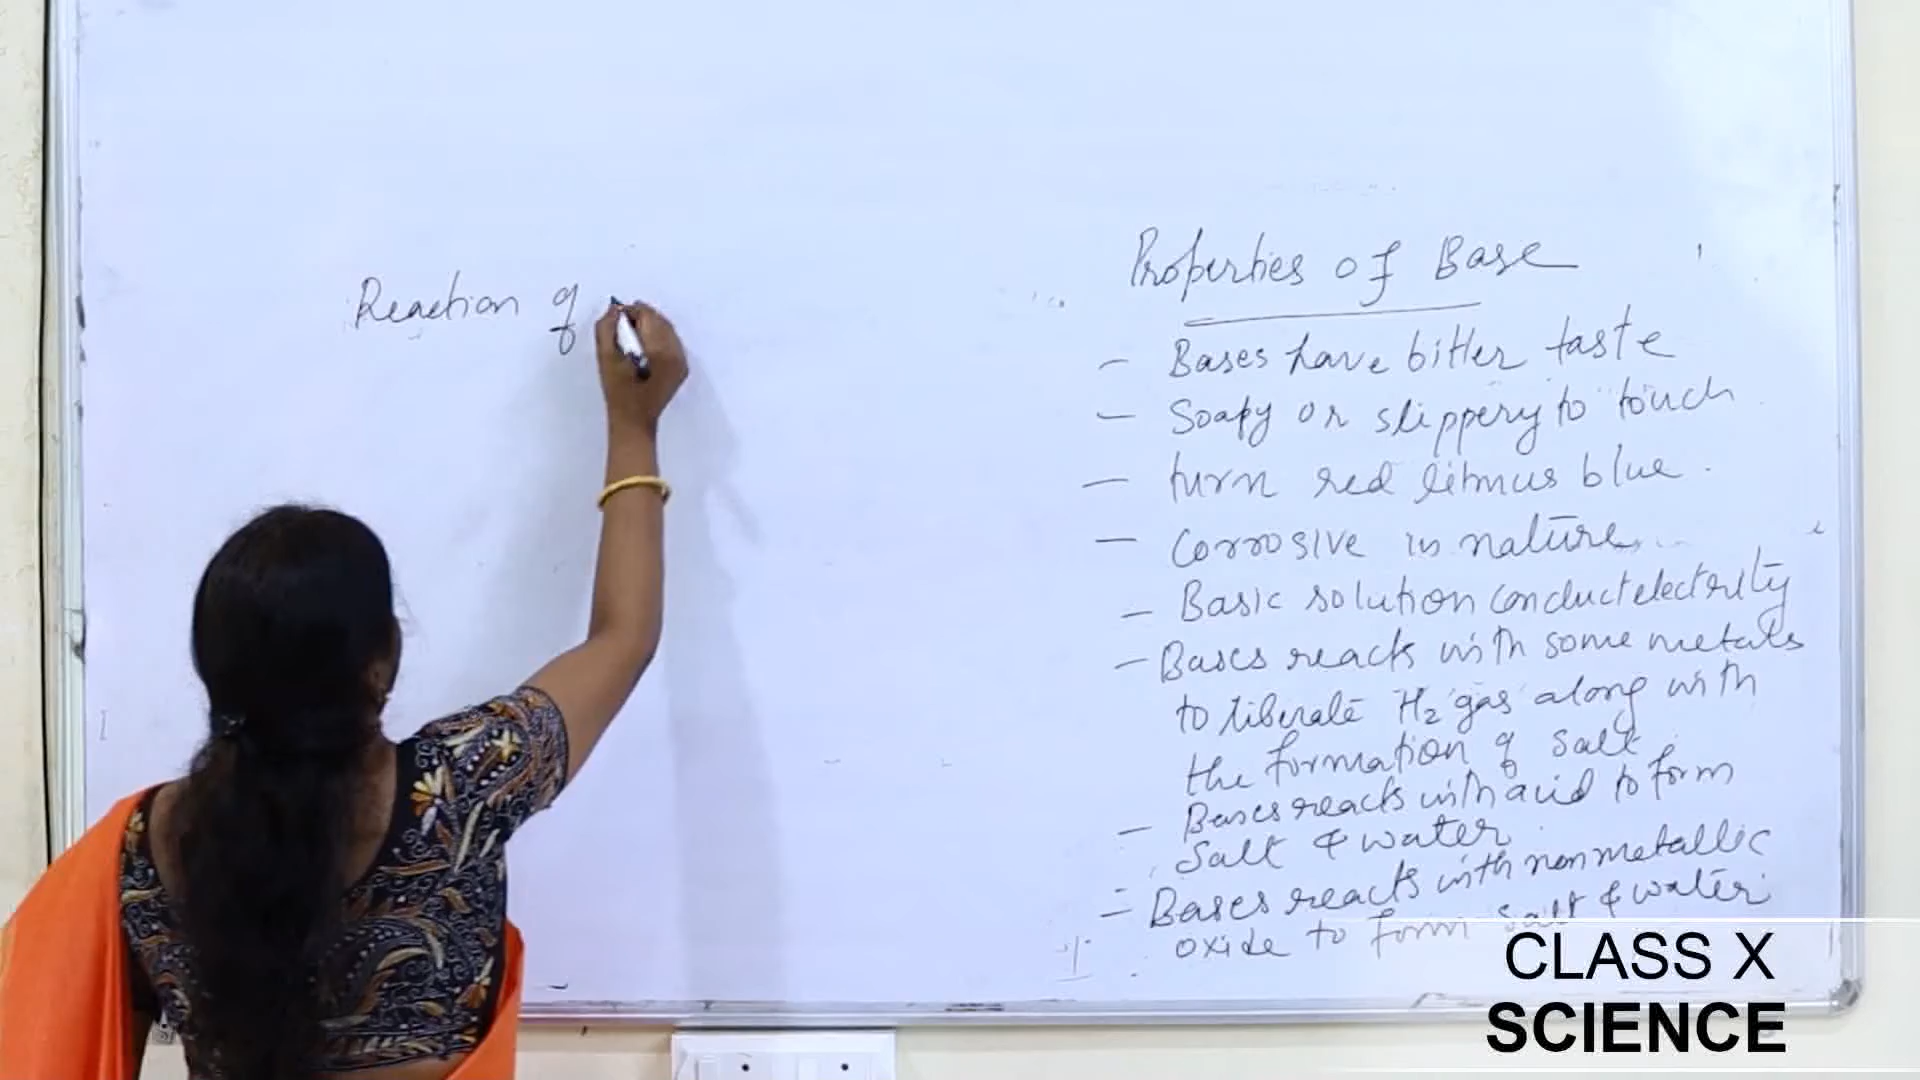 Reaction of
Properties of Base
- Bases have bitter taste
- Soapy or slippery to touch
- turn red litmus blue.
- Corrosive in nature
- Basic solution conduct electricity
- Bases reacts with some metals
to liberate H2 gas along with
the formation of salt
- Bases reacts with acid to form
Salt & water
- Bases reacts with nonmetallic
oxide to form salt & water
CLASS X
SCIENCE